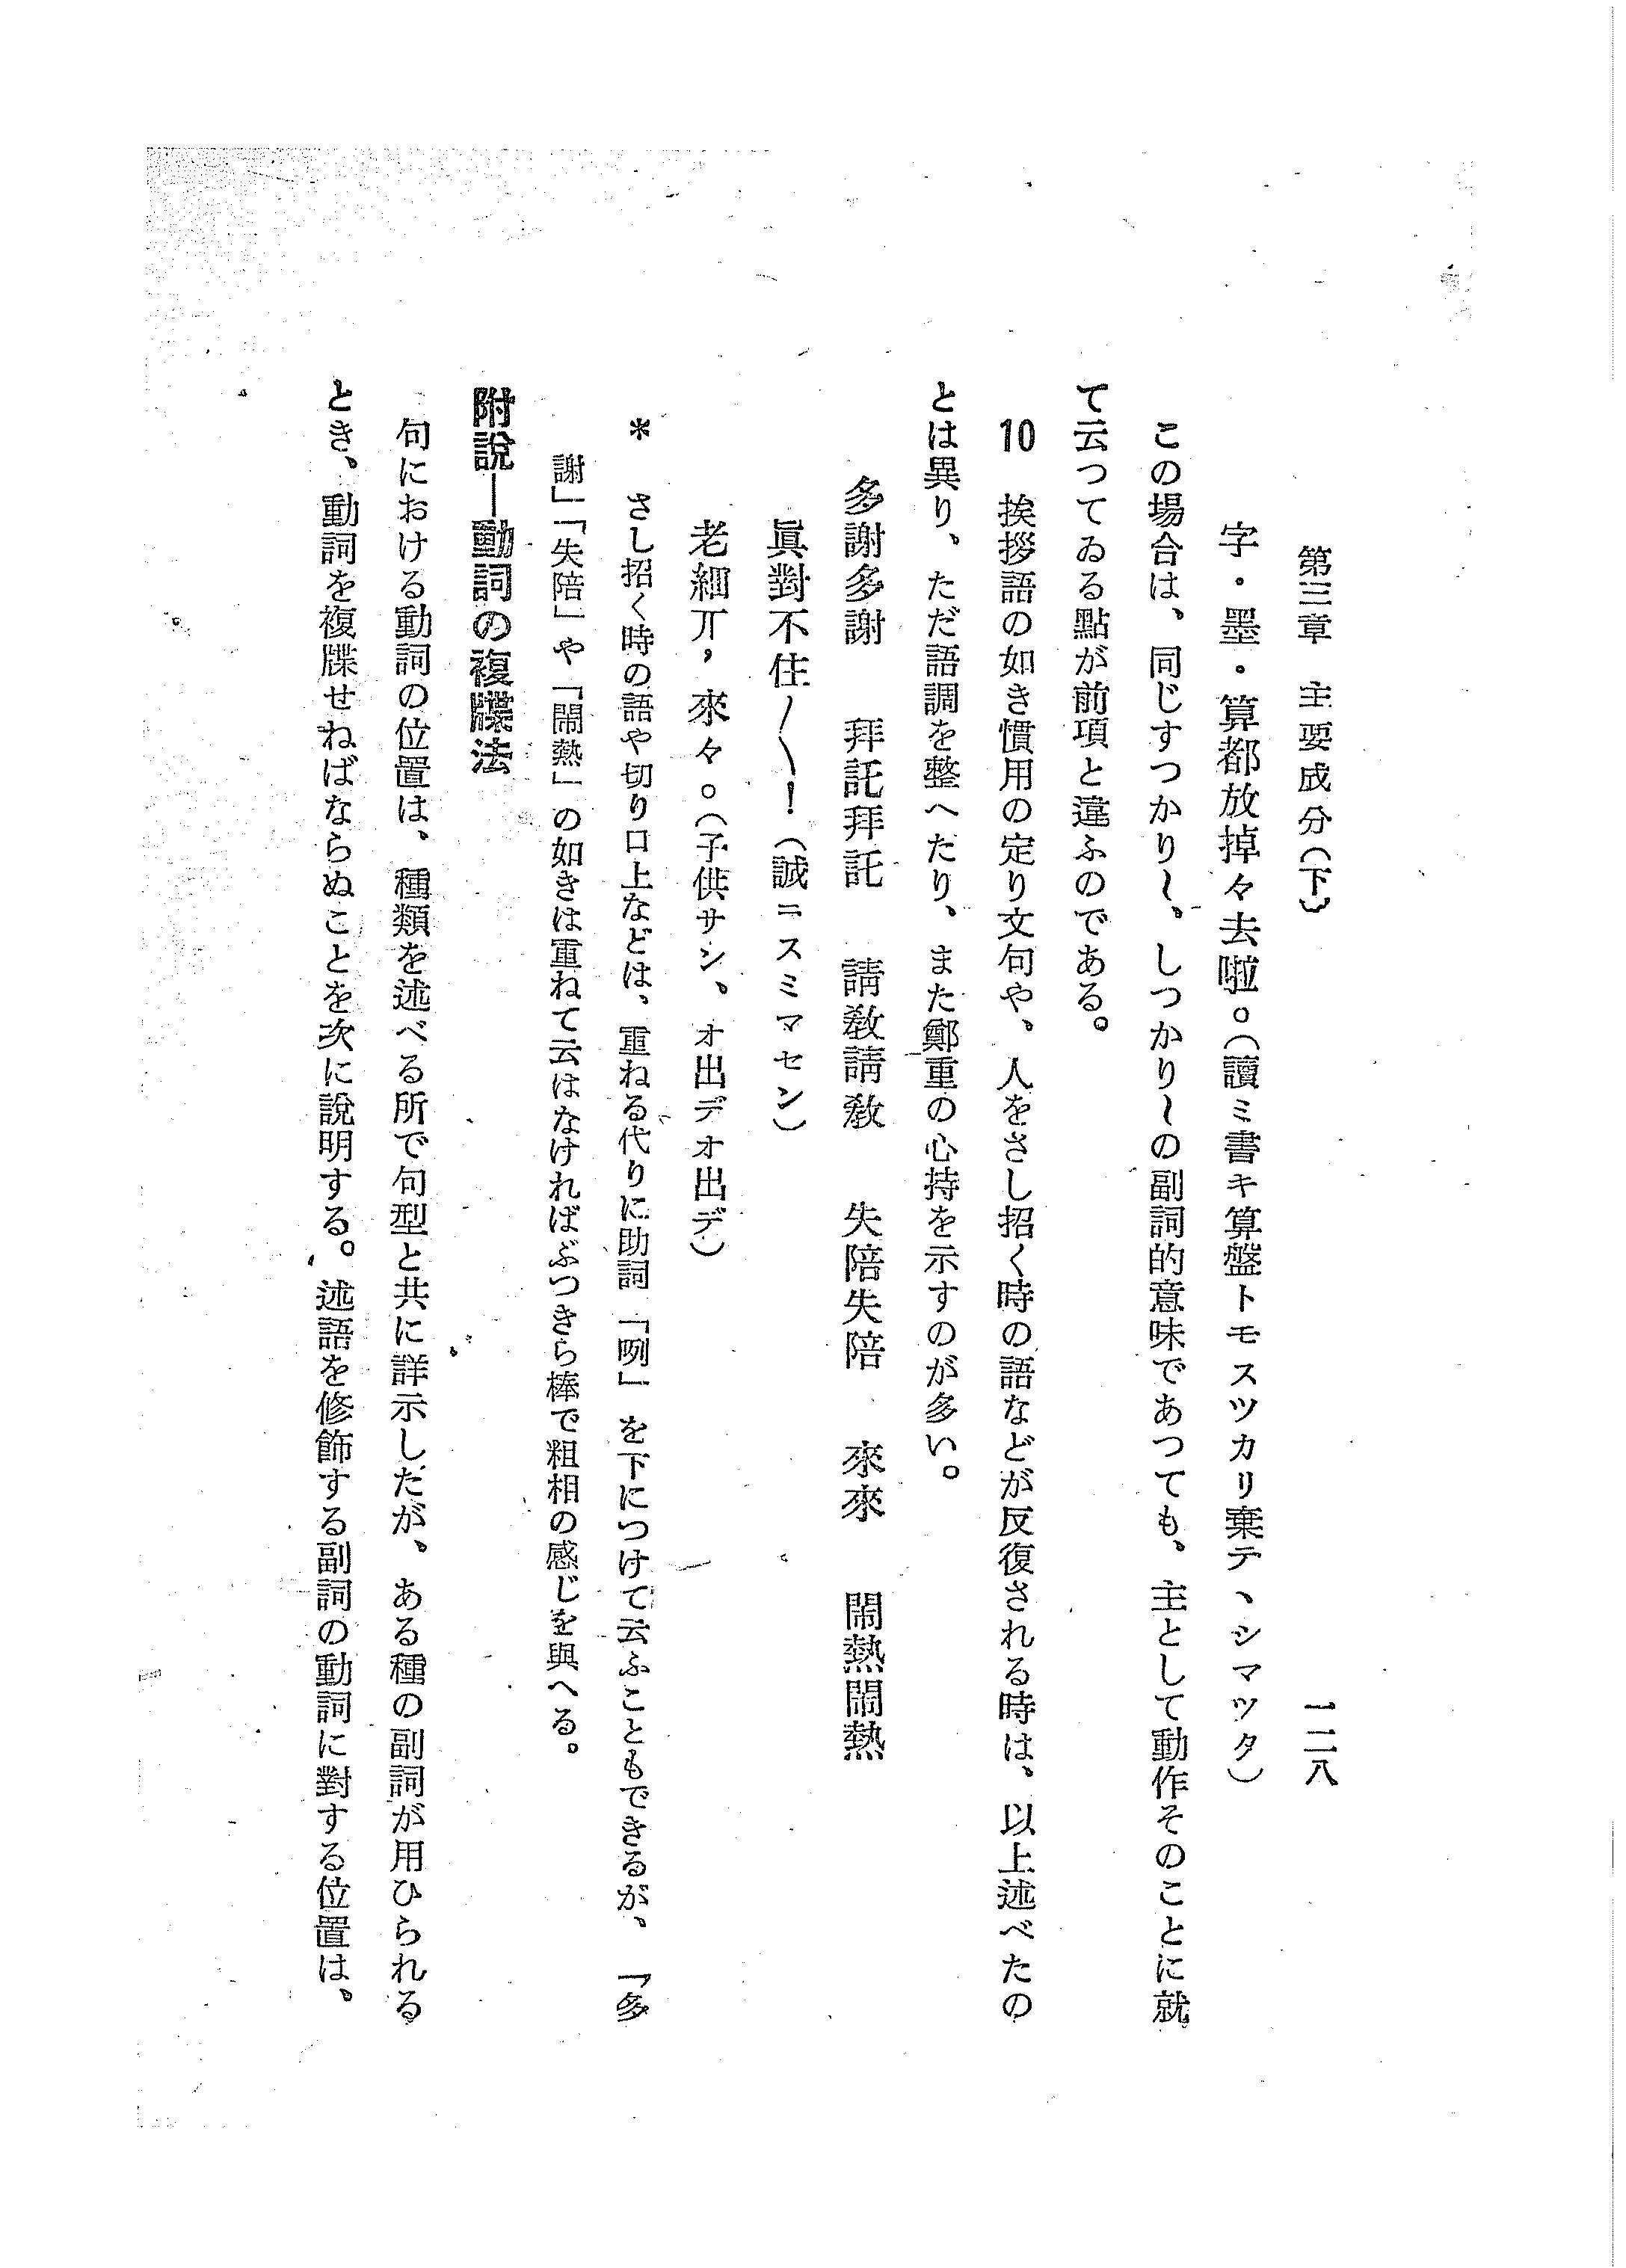 第三章　主要成分（下）　一二八
字・墨・算都放掉々去啦。（讀ミ書キ算盤トモスツカリ棄テヽシマツタ）
この場合は、同じすつかり〱、しつかり〱の副詞的意味であつても、主として動作そのことに就
て云つてゐる點が前項と違ふのである。
10　挨拶語の如き慣用の定り文句や、人をさし招く時の語などが反復される時は、以上述べたの
とは異り、ただ語調を整へたり、また鄭重の心持を示すのが多い。
多謝多謝　拜託拜託　請敎請敎　失陪失陪　來來　鬧熱鬧熱
眞對不住〳〵！（誠ニスミマセン）
老細丌，來々。（子供サン、オ出デオ出デ）
＊　さし招く時の語や切り口上などは、重ねる代りに助詞「咧」を下につけて云ふこともできるが、「多
謝」「失陪」や「鬧熱」の如きは重ねて云はなければぶつきら棒で粗相の感じを與へる。
附說―動詞の複牒法
句における動詞の位置は、種類を述べる所で句型と共に詳示したが、ある種の副詞が用ひられる
とき、動詞を複牒せねばならぬことを次に說明する。述語を修飾する副詞の動詞に對する位置は、